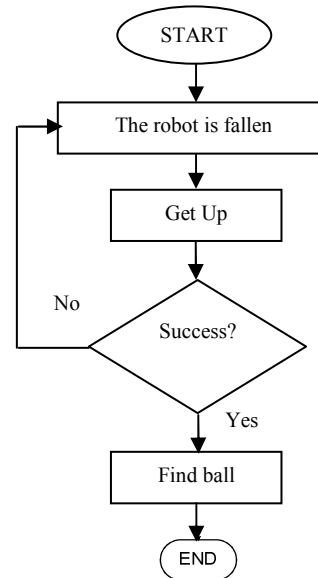 START
The robot is fallen
Get Up
No
Success?
Yes
Find ball
END